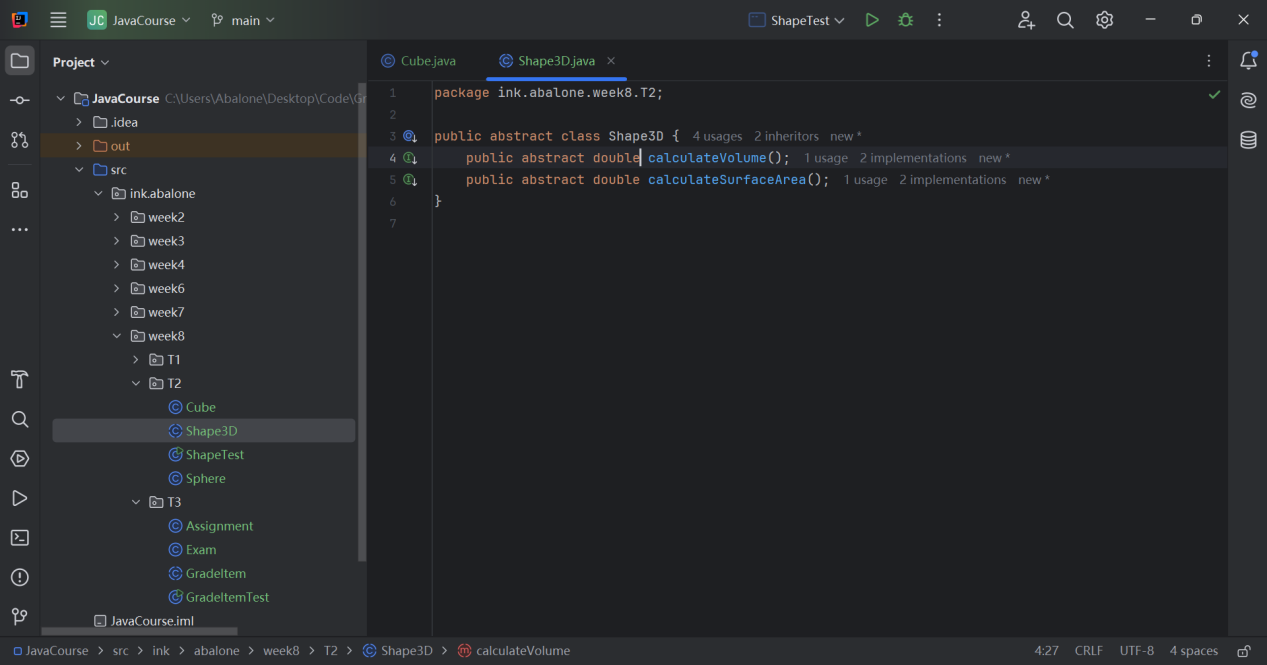 JC JavaCourse main ShapeTest
Project
Cube.java Shape3D.java
JavaCourse C:\Users\Abalone\Desktop\Code\Gr
.idea
out
src
ink.abalone
week2
week3
week4
week6
week7
week8
T1
T2
Cube
Shape3D
ShapeTest
Sphere
T3
Assignment
Exam
GradeItem
GradeItemTest
JavaCourse.iml
1 package ink.abalone.week8.T2;
2
3 public abstract class Shape3D { 4 usages 2 inheritors new *
4 public abstract double calculateVolume(); 1 usage 2 implementations new *
5 public abstract double calculateSurfaceArea(); 1 usage 2 implementations new *
6 }
7
JavaCourse > src > ink > abalone > week8 > T2 > Shape3D > calculateVolume 4:27 CRLF UTF-8 4 spaces